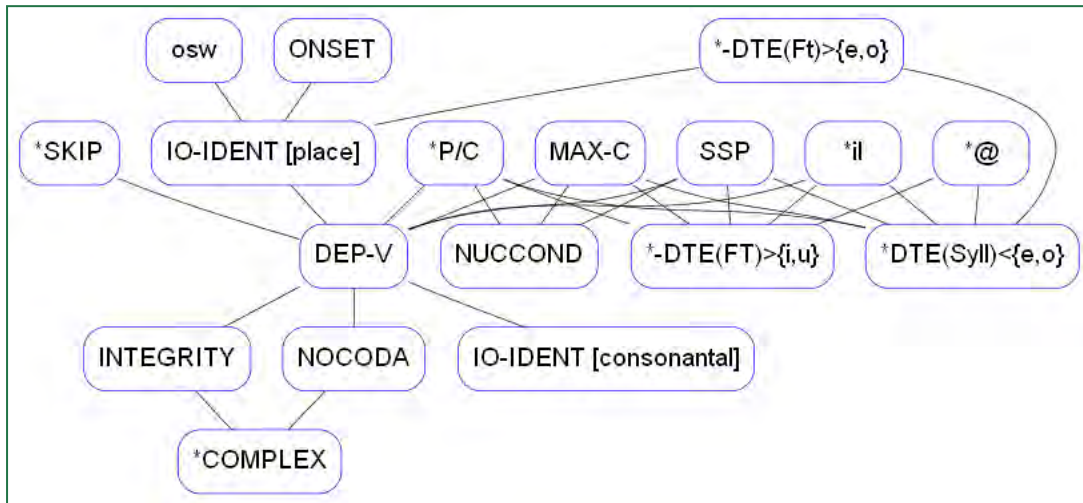 osw ONSET *-DTE(Ft)>{e,o}
*SKIP IO-IDENT [place] *P/C MAX-C SSP *il *@
DEP-V NUCCOND *-DTE(FT)>{i,u} *DTE(Syll)<{e,o}
INTEGRITY NOCODA IO-IDENT [consonantal]
*COMPLEX